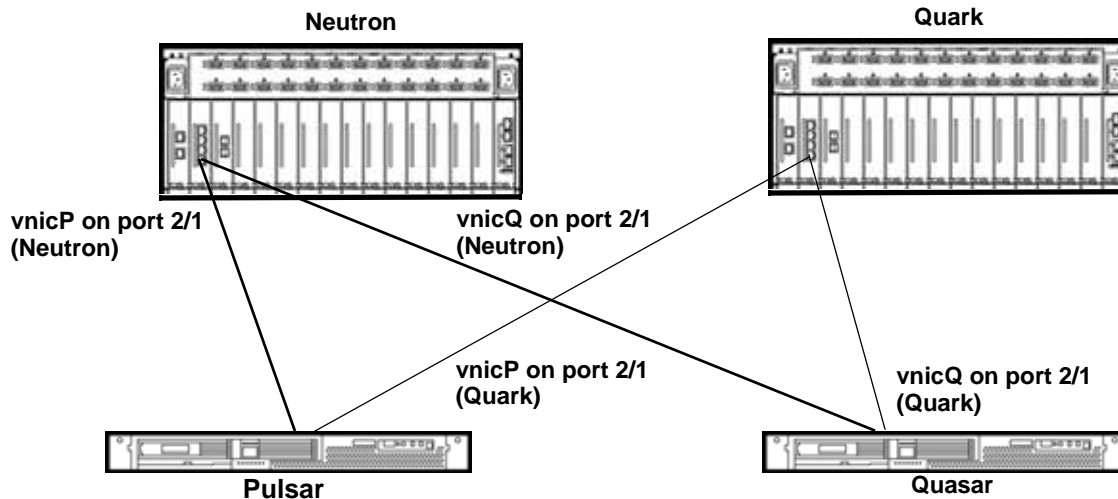 Neutron
Quark
vnicP on port 2/1
(Neutron)
vnicQ on port 2/1
(Neutron)
vnicP on port 2/1
(Quark)
vnicQ on port 2/1
(Quark)
Pulsar
Quasar